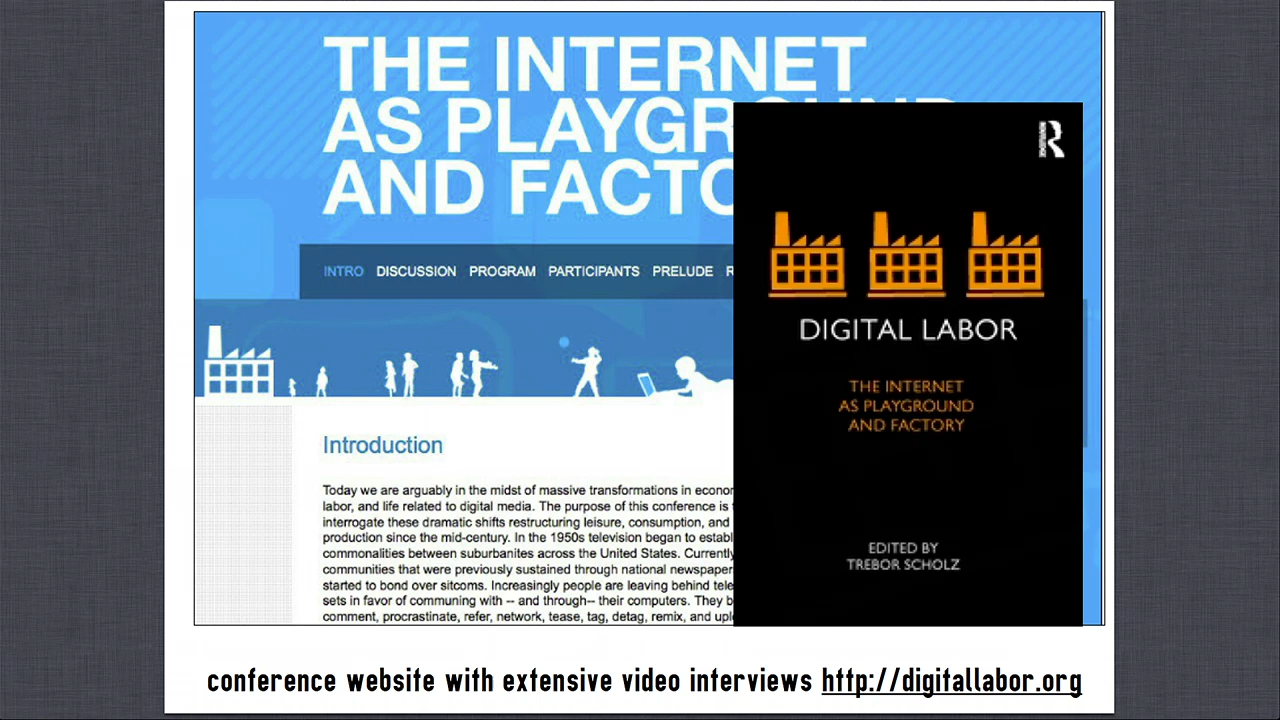 THE INTERNET
AS PLAYGROUND
AND FACTO
INTRO DISCUSSION PROGRAM PARTICIPANTS PRELUDE R
Introduction
Today we are arguably in the midst of massive transformations in econor
labor, and life related to digital media. The purpose of this conference is
interrogate these dramatic shifts restructuring leisure, consumption, and
production since the mid-century. In the 1950s television began to establ
commonalities between suburbanites across the United States. Currently
communities that were previously sustained through national newspaper
started to bond over sitcoms. Increasingly people are leaving behind tele
sets in favor of communing with -- and through-- their computers. They b
comment, procrastinate, refer, network, tease, tag, detag, remix, and uplo
R
DIGITAL LABOR
THE INTERNET
AS PLAYGROUND
AND FACTORY
EDITED BY
TREBOR SCHOLZ
conference website with extensive video interviews http://digitallabor.org